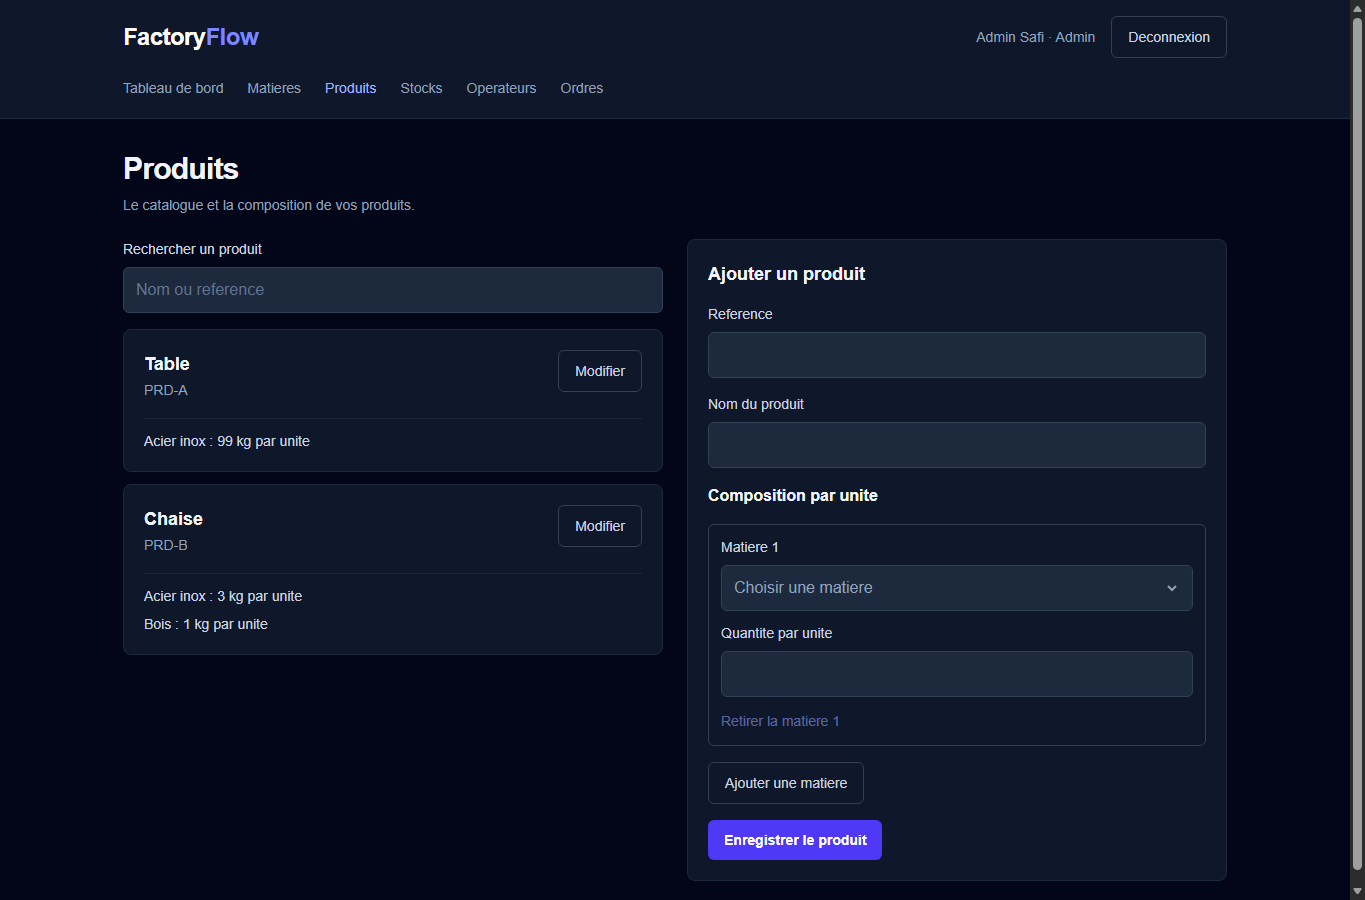 FactoryFlow
Admin Safi · Admin
Deconnexion
Tableau de bord
Matieres
Produits
Stocks
Operateurs
Ordres
Produits
Le catalogue et la composition de vos produits.
Rechercher un produit
Nom ou reference
Table
PRD-A
Modifier
Acier inox : 99 kg par unite
Chaise
PRD-B
Modifier
Acier inox : 3 kg par unite
Bois : 1 kg par unite
Ajouter un produit
Reference
Nom du produit
Composition par unite
Matiere 1
Choisir une matiere
Quantite par unite
Retirer la matiere 1
Ajouter une matiere
Enregistrer le produit